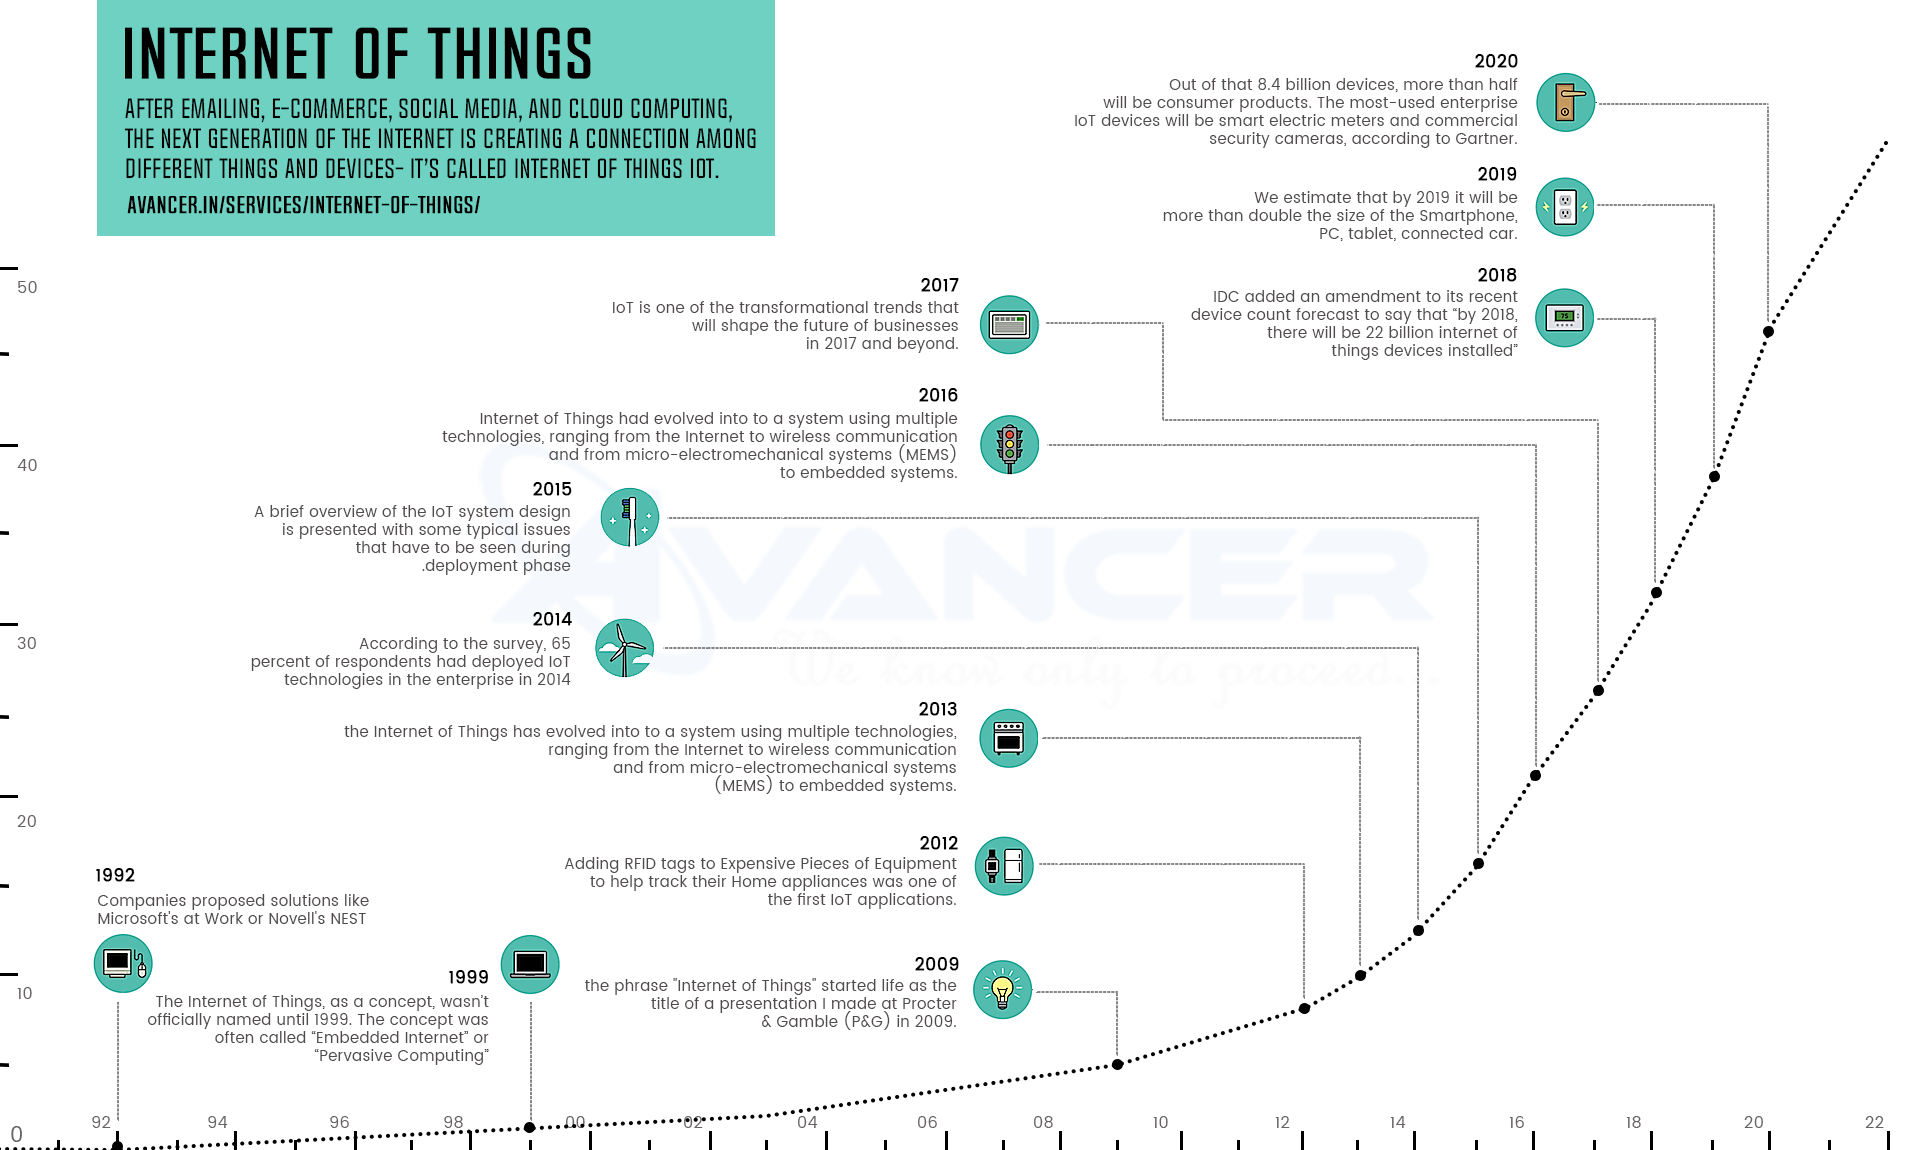 INTERNET OF THINGS
AFTER EMAILING, E-COMMERCE, SOCIAL MEDIA, AND CLOUD COMPUTING,
THE NEXT GENERATION OF THE INTERNET IS CREATING A CONNECTION AMONG
DIFFERENT THINGS AND DEVICES- IT'S CALLED INTERNET OF THINGS IOT.
AVANCER.IN/SERVICES/INTERNET-OF-THINGS/
2020
Out of that 8.4 billion devices, more than half
will be consumer products. The most-used enterprise
IoT devices will be smart electric meters and commercial
security cameras, according to Gartner.
2019
We estimate that by 2019 it will be
more than double the size of the Smartphone,
PC, tablet, connected car.
2018
IDC added an amendment to its recent
device count forecast to say that “by 2018,
there will be 22 billion internet of
things devices installed”
75
2017
IoT is one of the transformational trends that
will shape the future of businesses
in 2017 and beyond.
2016
Internet of Things had evolved into to a system using multiple
technologies, ranging from the Internet to wireless communication
and from micro-electromechanical systems (MEMS)
to embedded systems.
2015
A brief overview of the IoT system design
is presented with some typical issues
that have to be seen during
.deployment phase
2014
According to the survey, 65
percent of respondents had deployed IoT
technologies in the enterprise in 2014
AVANCER
We know only to proceed...
2013
the Internet of Things has evolved into to a system using multiple technologies,
ranging from the Internet to wireless communication
and from micro-electromechanical systems
(MEMS) to embedded systems.
2012
Adding RFID tags to Expensive Pieces of Equipment
to help track their Home appliances was one of
the first IoT applications.
1992
Companies proposed solutions like
Microsoft's at Work or Novell's NEST
1999
The Internet of Things, as a concept, wasn't
officially named until 1999. The concept was
often called “Embedded Internet” or
“Pervasive Computing”
2009
the phrase "Internet of Things" started life as the
title of a presentation I made at Procter
& Gamble (P&G) in 2009.
50
40
30
20
10
0
92 94 96 98 00 02 04 06 08 10 12 14 16 18 20 22